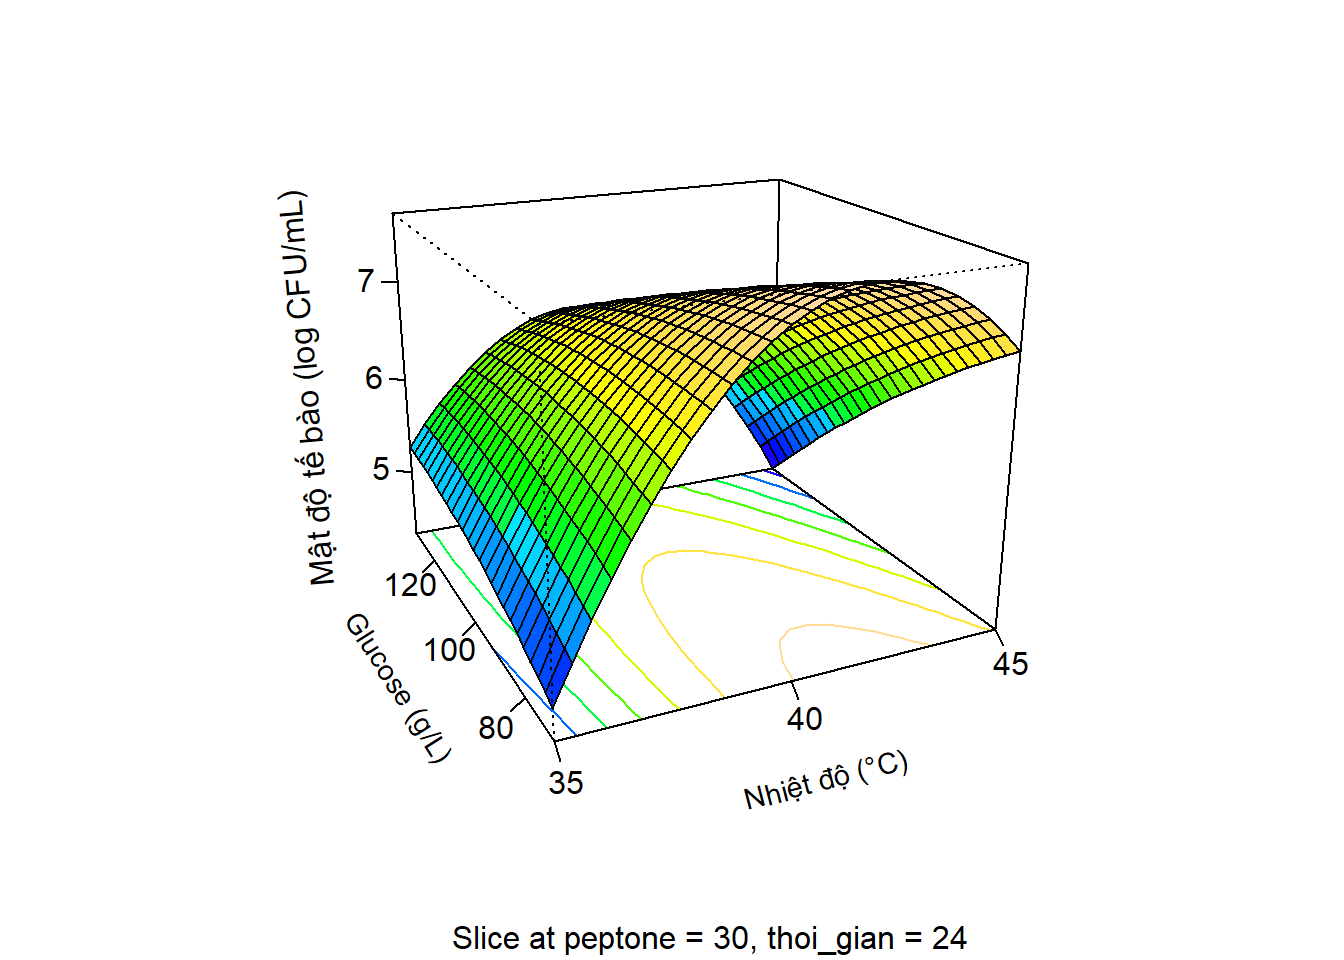 Mật độ tế bào (log CFU/mL)
7
6
5
120
100
80
Glucose (g/L)
35
40
45
Nhiệt độ (°C)
Slice at peptone = 30, thoi_gian = 24